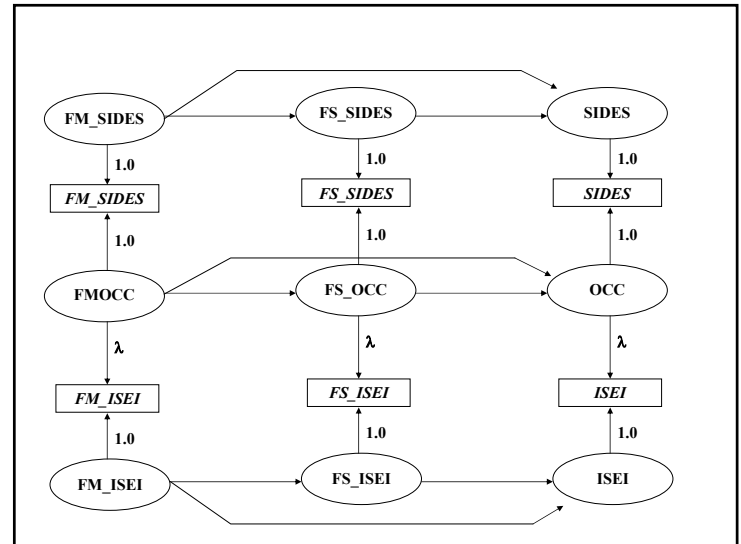 FM_SIDES FS_SIDES SIDES
1.0 1.0 1.0
FM_SIDES FS_SIDES SIDES
1.0 1.0 1.0
FMOCC FS_OCC OCC
λ λ λ
FM_ISEI FS_ISEI ISEI
1.0 1.0 1.0
FM_ISEI FS_ISEI ISEI